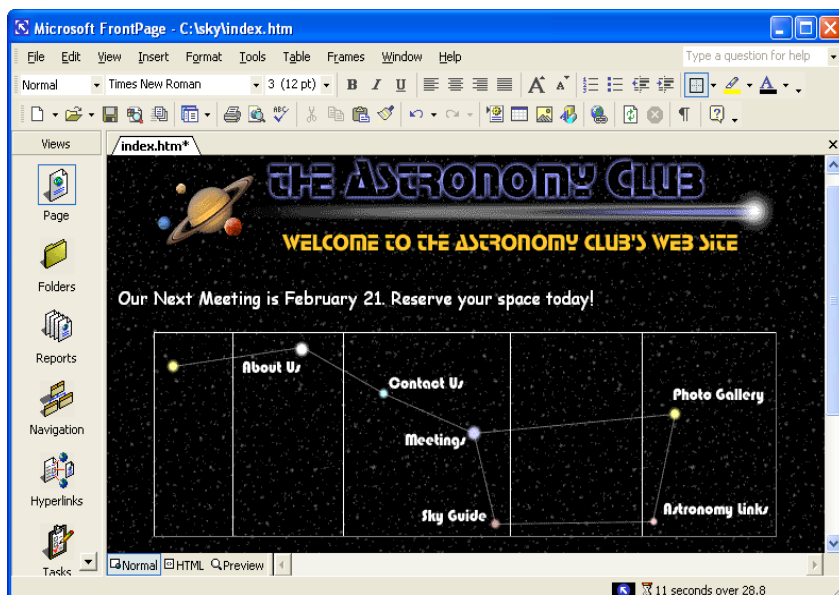 Microsoft FrontPage - C:\sky\index.htm
File Edit View Insert Format Tools Table Frames Window Help Type a question for help
Normal Times New Roman 3 (12 pt) B I U A A A
ABC
Views index.htm*
THE ASTRONOMY CLUB
WELCOME TO THE ASTRONOMY CLUB'S WEB SITE
Page
Folders
Our Next Meeting is February 21. Reserve your space today!
Reports
About Us
Contact Us
Photo Gallery
Navigation
Meetings
Hyperlinks
Sky Guide
Astronomy Links
Tasks
Normal HTML Preview
11 seconds over 28.8